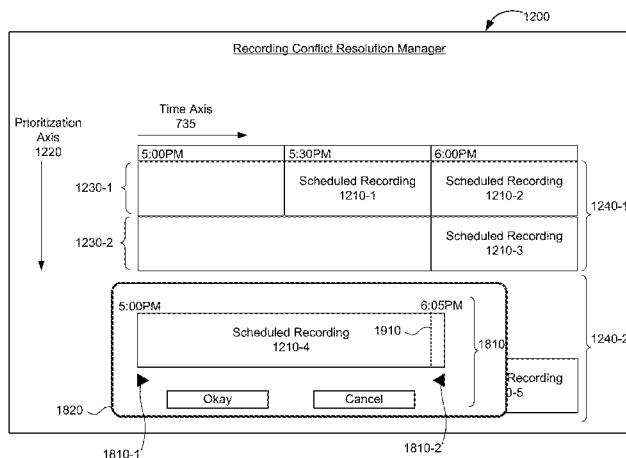 1200
Recording Conflict Resolution Manager
Time Axis
735
Prioritization
Axis
1220
5:00PM 5:30PM 6:00PM
1230-1
Scheduled Recording
1210-1
Scheduled Recording
1210-2
1240-1
1230-2
Scheduled Recording
1210-3
5:00PM 6:05PM
Scheduled Recording
1210-4
1910
1810
1240-2
Recording
0-5
Okay Cancel
1820
1810-1
1810-2